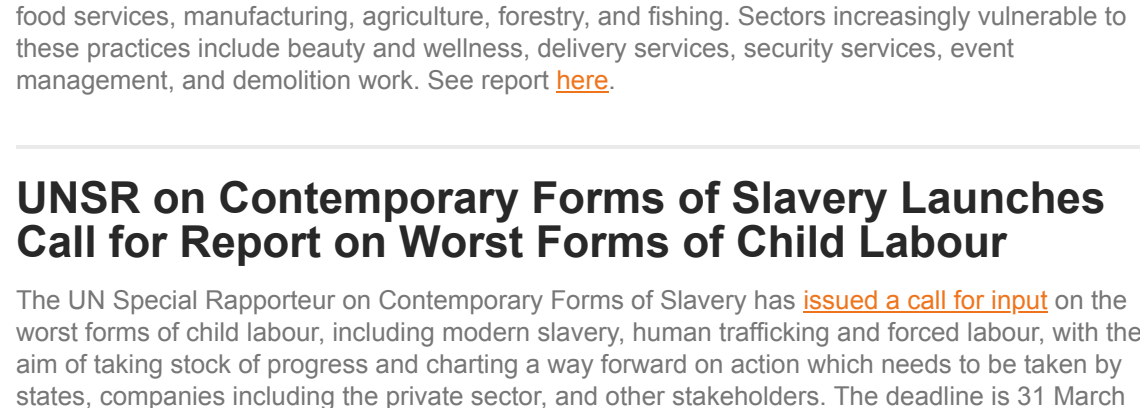 food services, manufacturing, agriculture, forestry, and fishing. Sectors increasingly vulnerable to
these practices include beauty and wellness, delivery services, security services, event
management, and demolition work. See report here.
UNSR on Contemporary Forms of Slavery Launches
Call for Report on Worst Forms of Child Labour
The UN Special Rapporteur on Contemporary Forms of Slavery has issued a call for input on the
worst forms of child labour, including modern slavery, human trafficking and forced labour, with the
aim of taking stock of progress and charting a way forward on action which needs to be taken by
states, companies including the private sector, and other stakeholders. The deadline is 31 March